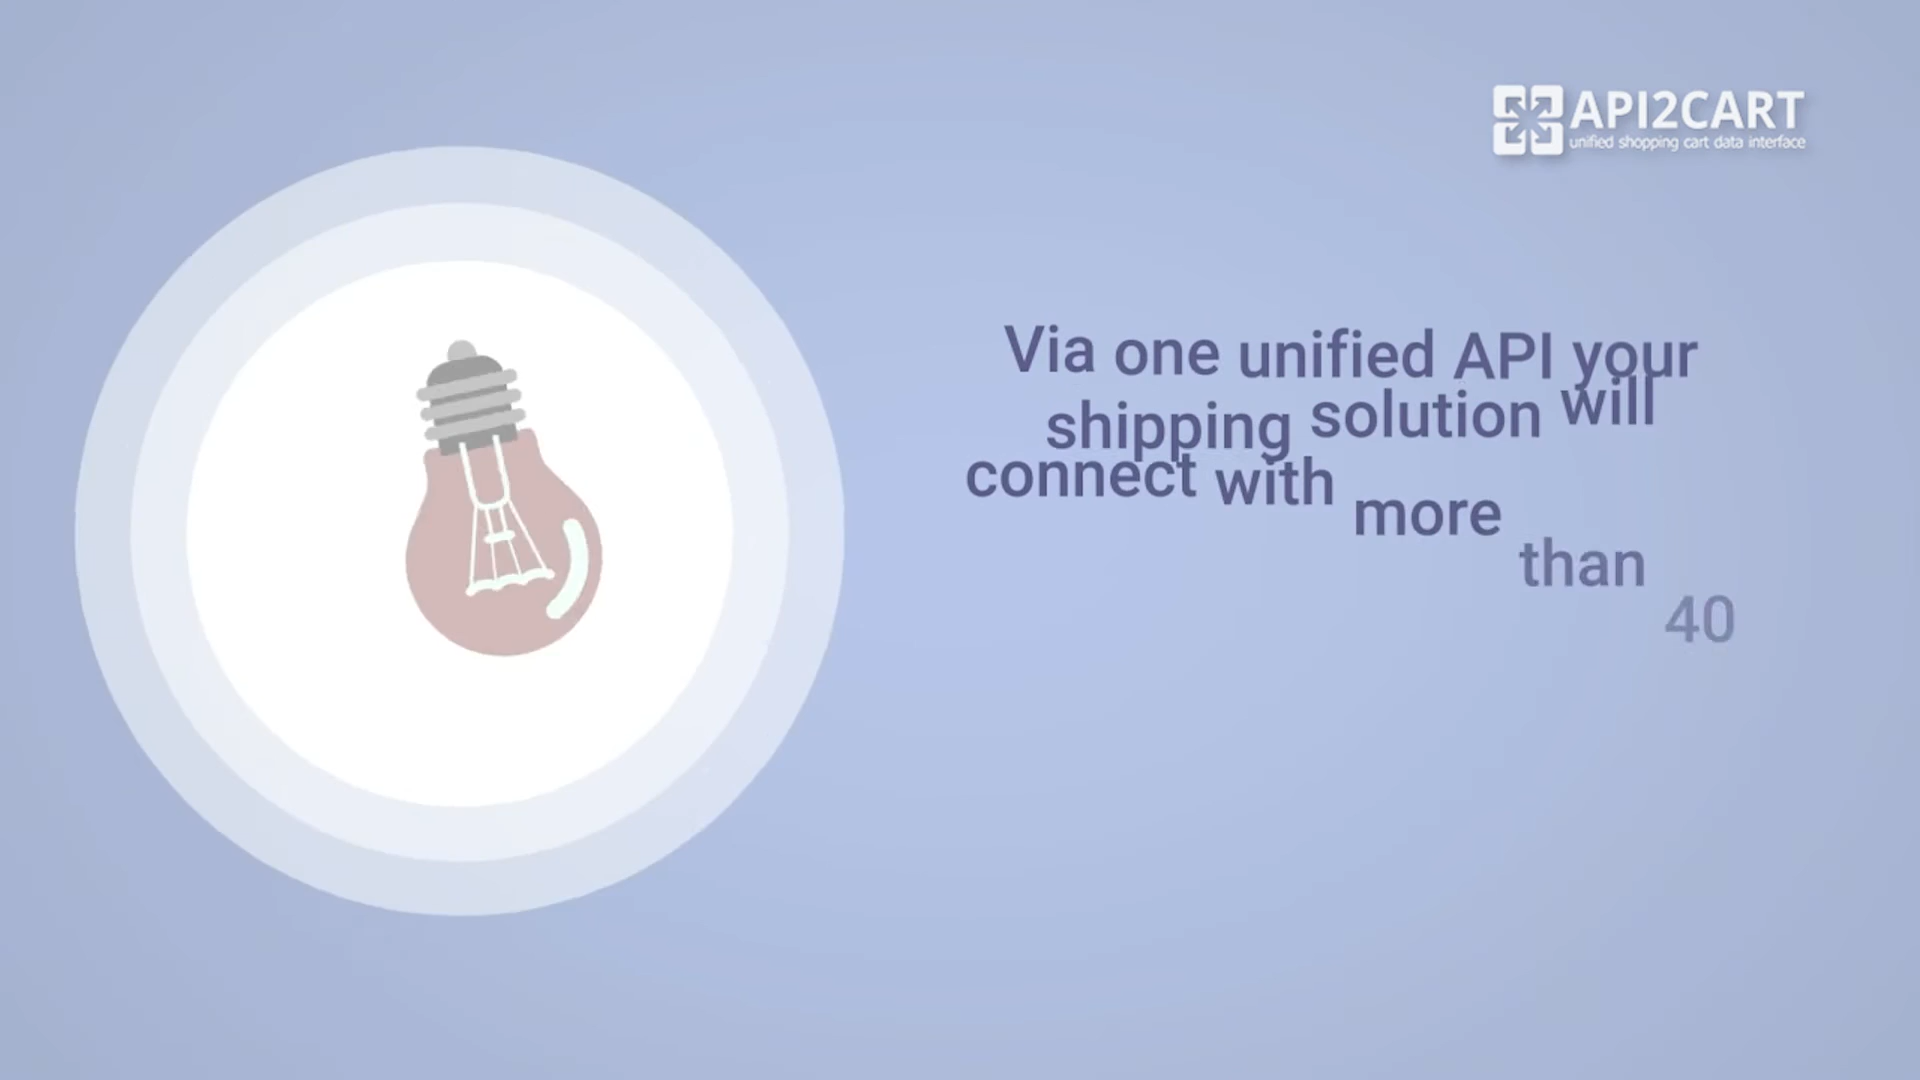 API2CART
unified shopping cart data interface
Via one unified API your
shipping solution will
connect with more than 40